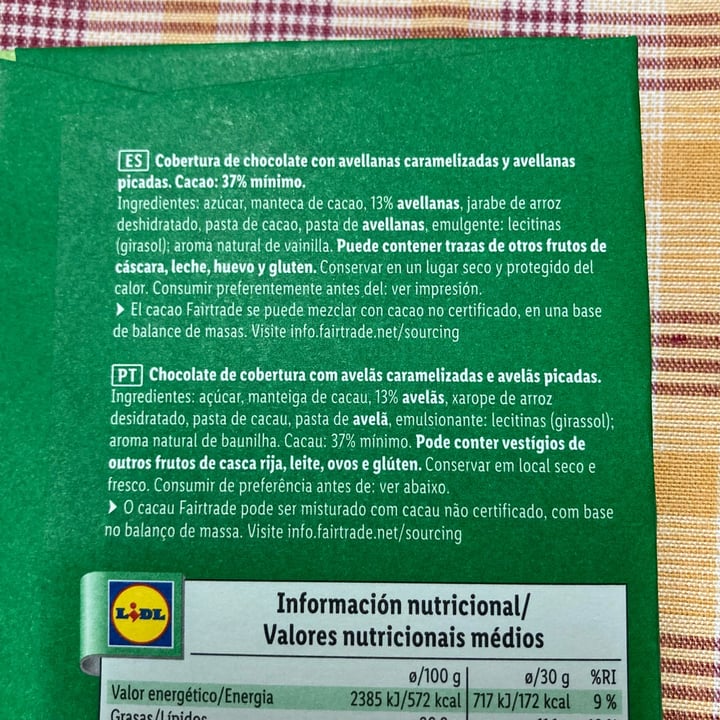 ES Cobertura de chocolate con avellanas caramelizadas y avellanas
picadas. Cacao: 37% mínimo.
Ingredientes: azúcar, manteca de cacao, 13% avellanas, jarabe de arroz
deshidratado, pasta de cacao, pasta de avellanas, emulgente: lecitinas
(girasol); aroma natural de vainilla. Puede contener trazas de otros frutos de
cáscara, leche, huevo y gluten. Conservar en un lugar seco y protegido del
calor. Consumir preferentemente antes del: ver impresión.
El cacao Fairtrade se puede mezclar con cacao no certificado, en una base
de balance de masas. Visite info.fairtrade.net/sourcing
PT Chocolate de cobertura com avelãs caramelizadas e avelãs picadas.
Ingredientes: açúcar, manteiga de cacau, 13% avelãs, xarope de arroz
desidratado, pasta de cacau, pasta de avelã, emulsionante: lecitinas (girassol);
aroma natural de baunilha. Cacau: 37% mínimo. Pode conter vestígios de
outros frutos de casca rija, leite, ovos e glúten. Conservar em local seco e
fresco. Consumir de preferência antes de: ver abaixo.
O cacau Fairtrade pode ser misturado com cacau não certificado, com base
no balanço de massa. Visite info.fairtrade.net/sourcing
LIDL
Información nutricional/
Valores nutricionais médios
ø/100 g ø/30 g %RI
Valor energético/Energia 2385 kJ/572 kcal 717 kJ/172 kcal 9 %
Grasas/Lípidos